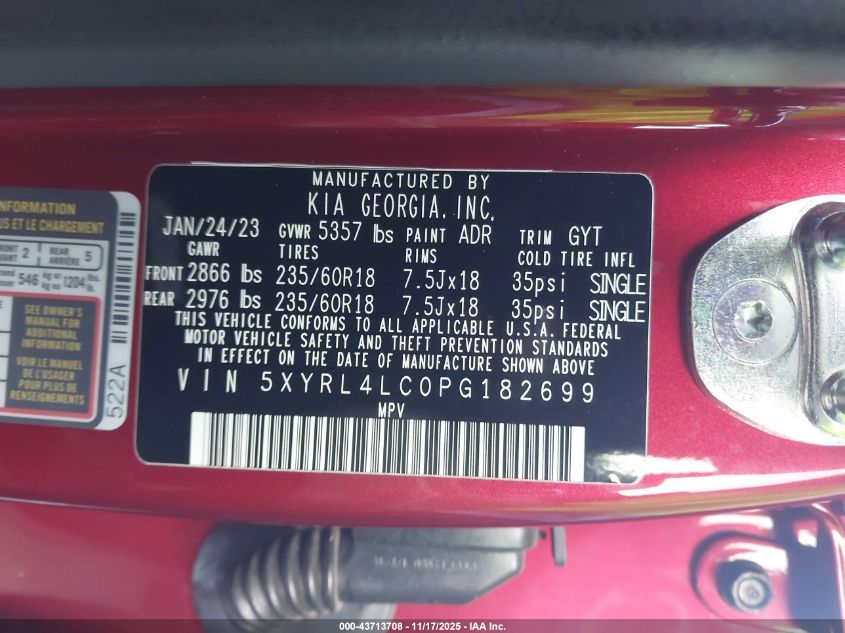 MANUFACTURED BY
KIA GEORGIA, INC.
JAN/24/23 GVWR 5357 lbs PAINT ADR TRIM GYT
GAWR TIRES RIMS COLD TIRE INFL
FRONT 2866 lbs 235/60R18 7.5Jx18 35psi SINGLE
REAR 2976 lbs 235/60R18 7.5Jx18 35psi SINGLE
THIS VEHICLE CONFORMS TO ALL APPLICABLE U.S.A. FEDERAL
MOTOR VEHICLE SAFETY AND THEFT PREVENTION STANDARDS
IN EFFECT ON THE DATE OF MANUFACTURE SHOWN ABOVE
VIN 5XYRL4LC0PG182699
MPV
INFORMATION
US ET LE CHARGEMENT
2 REAR ARRIÈRE 5
546 kg or 1204 lbs.
SEE OWNER'S
MANUAL FOR
ADDITIONAL
INFORMATION
VOIR LE MANUEL
DE L'USAGER
POUR PLUS DE
RENSEIGNEMENTS
522A
000-43713708 - 11/17/2025 - IAA Inc.